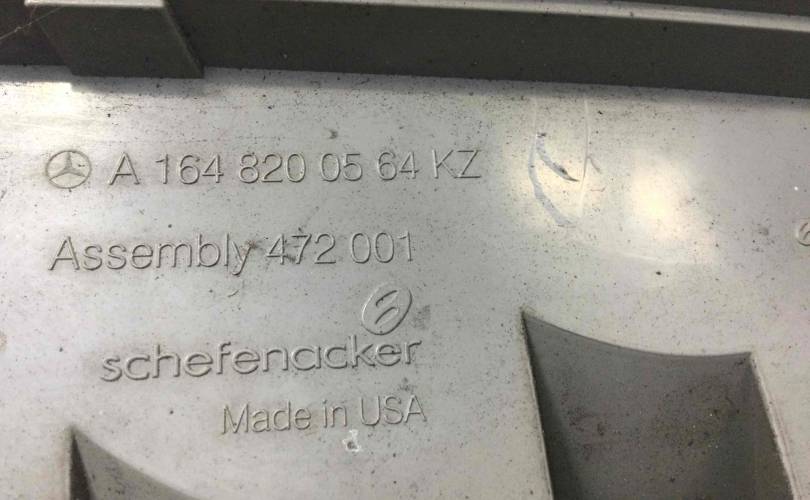 A 164 820 05 64 KZ
Assembly 472 001
schefenacker
Made in USA